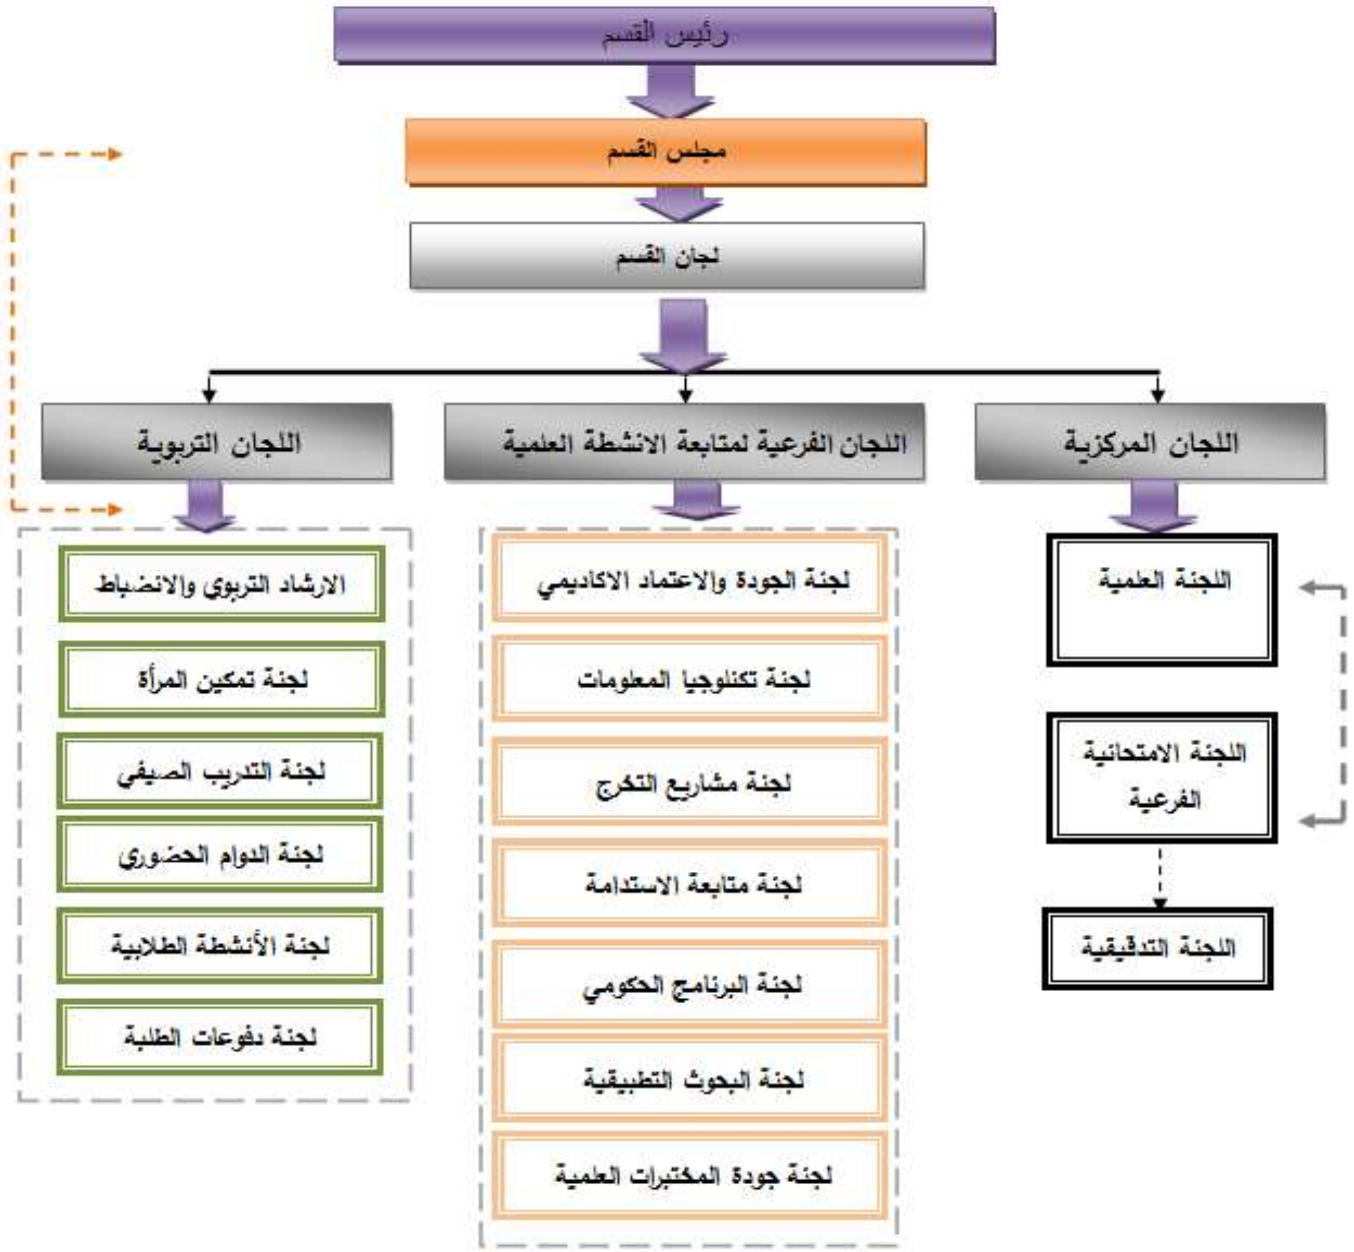 رئيس القسم
مجلس القسم
لجان القسم
اللجان المركزية
اللجان الفرعية لمتابعة الانشطة العلمية
اللجان التربوية
اللجنة العلمية
اللجنة الامتحانية
الفرعية
اللجنة التدقيقية
لجنة الجودة والاعتماد الاكاديمي
لجنة تكنلوجيا المعلومات
لجنة مشاريع التخرج
لجنة متابعة الاستدامة
لجنة البرنامج الحكومي
لجنة البحوث التطبيقية
لجنة جودة المختبرات العلمية
الارشاد التربوي والانضباط
لجنة تمكين المرأة
لجنة التدريب الصيفي
لجنة الدوام الحضوري
لجنة الأنشطة الطلابية
لجنة دفوعات الطلبة